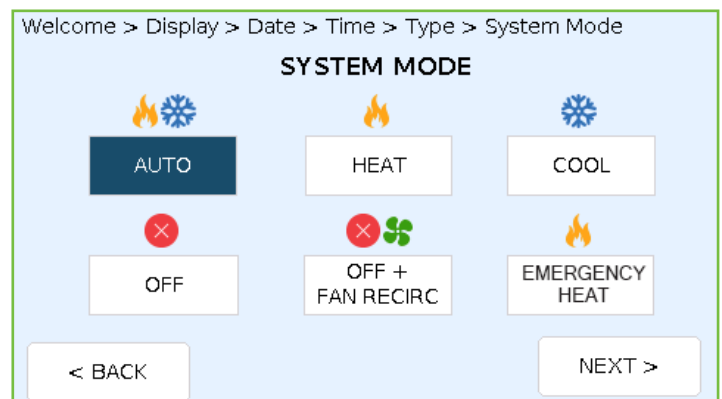 Welcome > Display > Date > Time > Type > System Mode
SYSTEM MODE
AUTO
HEAT
COOL
OFF
OFF +
FAN RECIRC
EMERGENCY
HEAT
< BACK
NEXT >